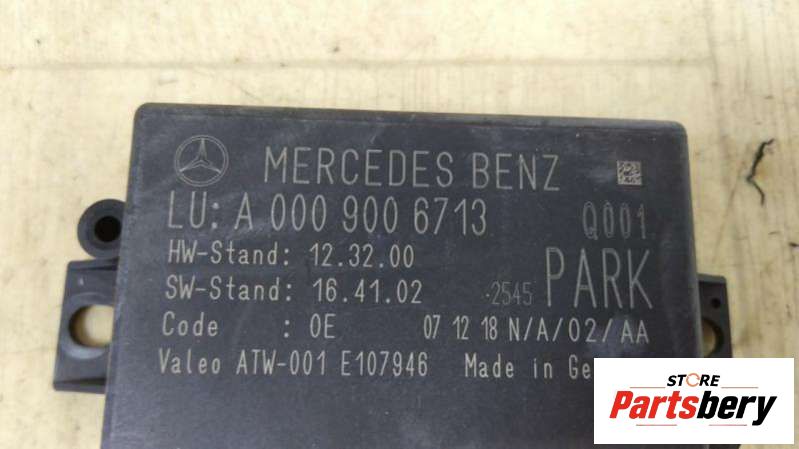 MERCEDES BENZ
LU: A 000 900 6713 Q001
HW-Stand: 12.32.00
SW-Stand: 16.41.02 .2545 PARK
Code : 0E 07 12 18 N/A/02/AA
Valeo ATW-001 E107946 Made in Ge
STORE
Partsbery